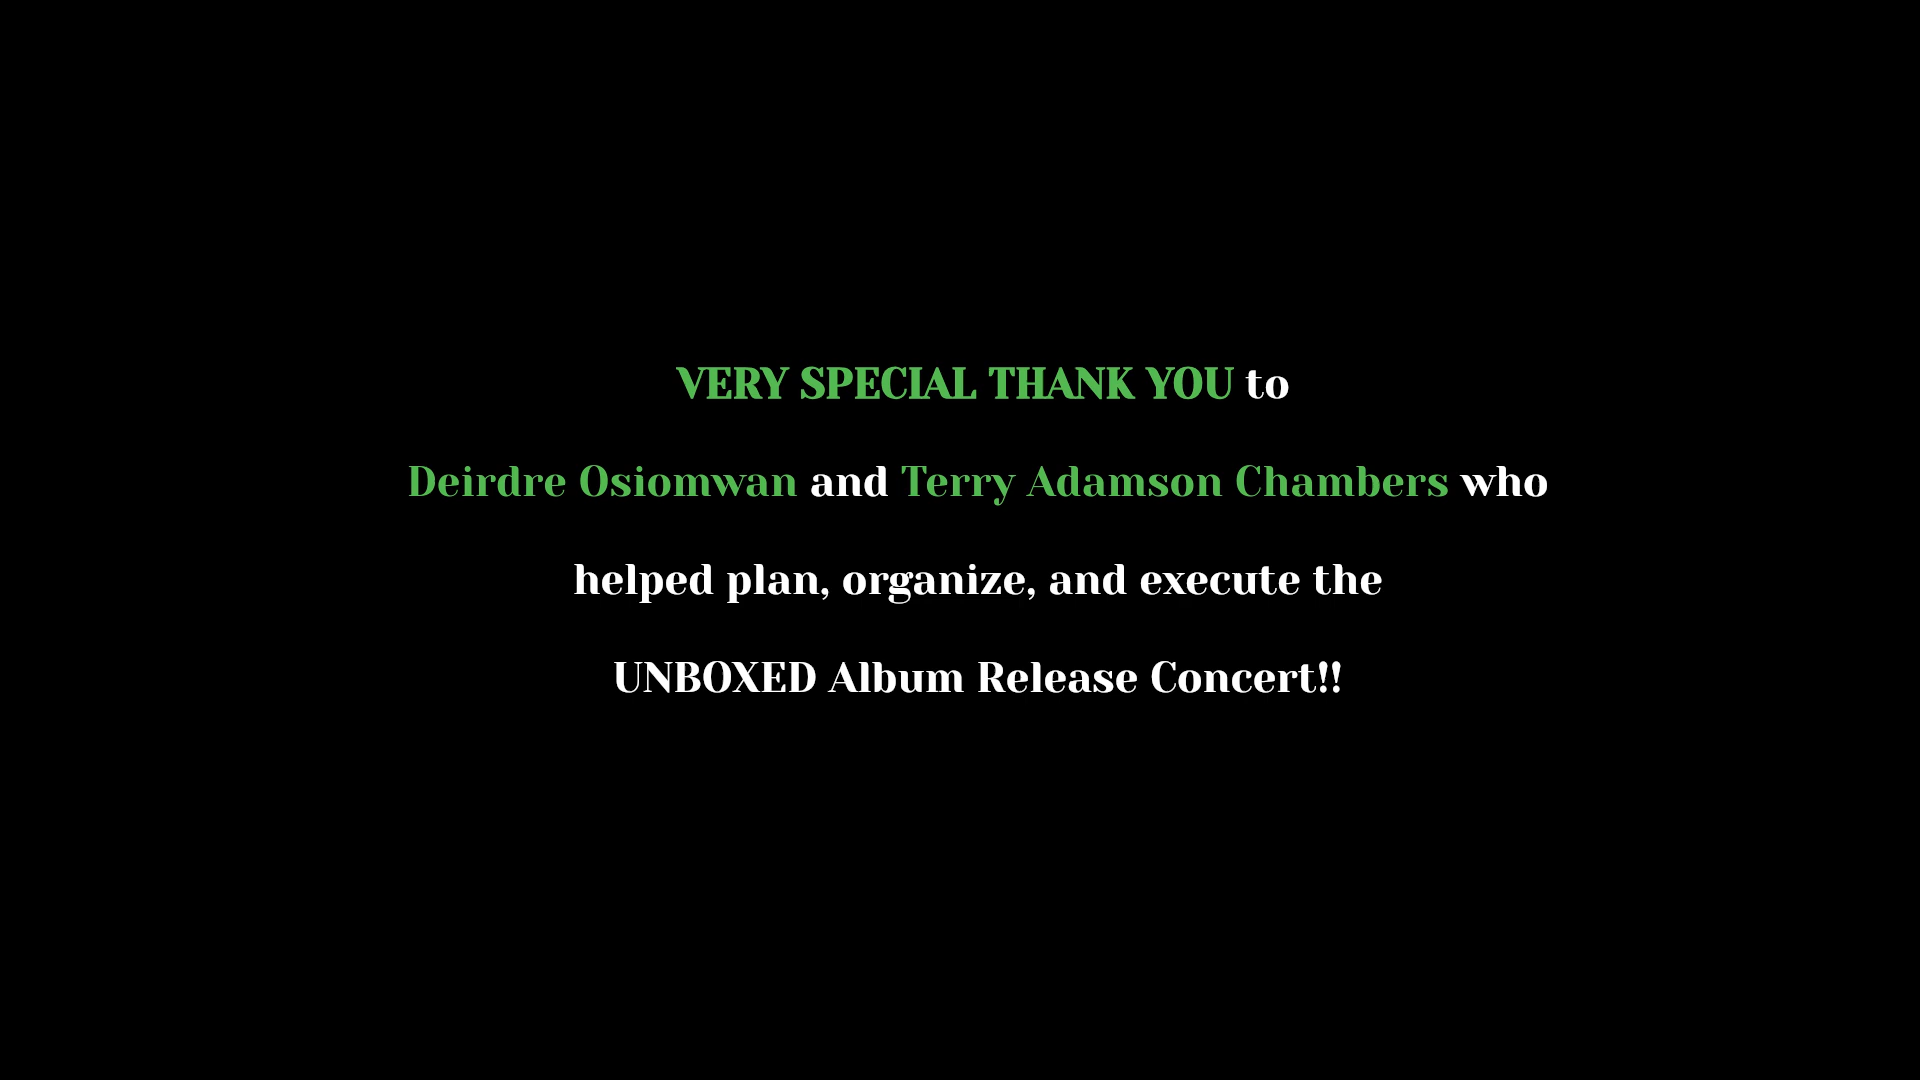 VERY SPECIAL THANK YOU to
Deirdre Osiomwan and Terry Adamson Chambers who
helped plan, organize, and execute the
UNBOXED Album Release Concert!!